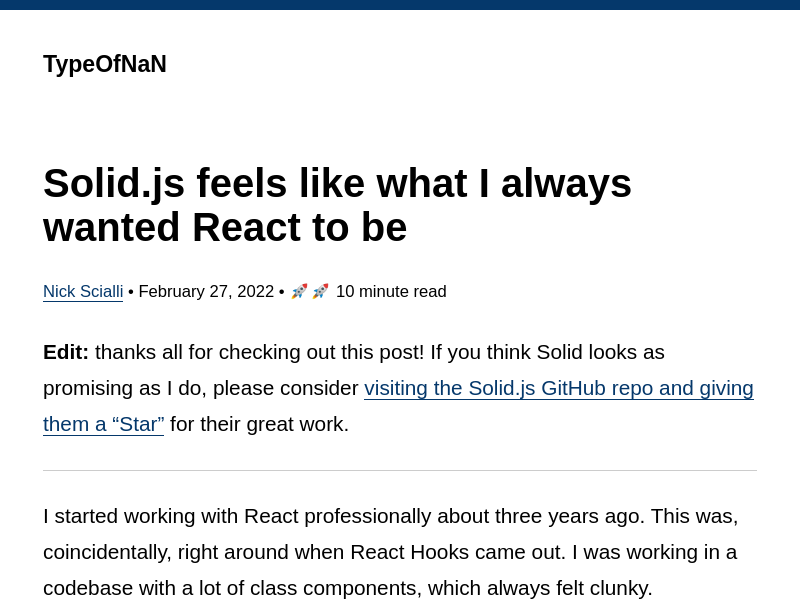 TypeOfNaN
Solid.js feels like what I always
wanted React to be
Nick Scialli • February 27, 2022 • 🚀🚀 10 minute read
Edit: thanks all for checking out this post! If you think Solid looks as
promising as I do, please consider visiting the Solid.js GitHub repo and giving
them a “Star” for their great work.
I started working with React professionally about three years ago. This was,
coincidentally, right around when React Hooks came out. I was working in a
codebase with a lot of class components, which always felt clunky.